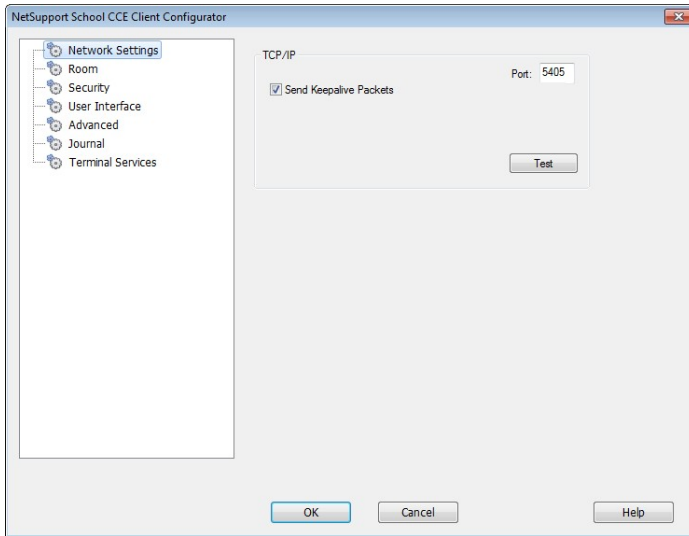 NetSupport School CCE Client Configurator
Network Settings
Room
Security
User Interface
Advanced
Journal
Terminal Services
TCP/IP
Port: 5405
Send Keepalive Packets
Test
OK
Cancel
Help